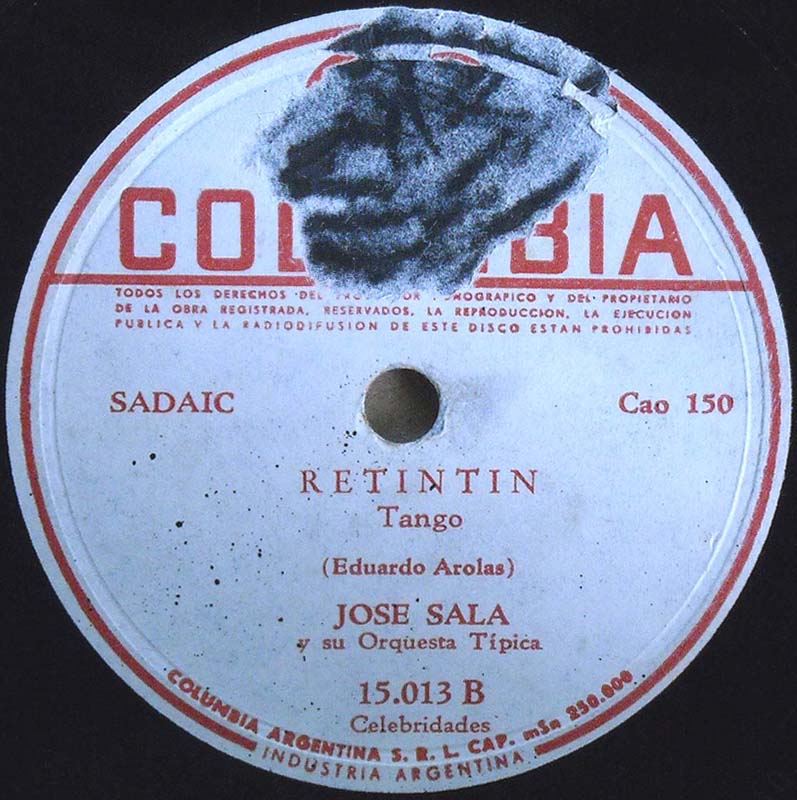 COL BIA
TODOS LOS DERECHOS DEL FONOGRAFICO Y DEL PROPIETARIO
DE LA OBRA REGISTRADA, RESERVADOS, LA REPRODUCCION, LA EJECUCION
PUBLICA Y LA RADIODIFUSION DE ESTE DISCO ESTAN PROHIBIDAS
SADAIC
Cao 150
RETINTIN
Tango
(Eduardo Arolas)
JOSE SALA
y su Orquesta Típica
15.013 B
Celebridades
COLUMBIA ARGENTINA S. R. L. CAP. m$n 250.000
INDUSTRIA ARGENTINA